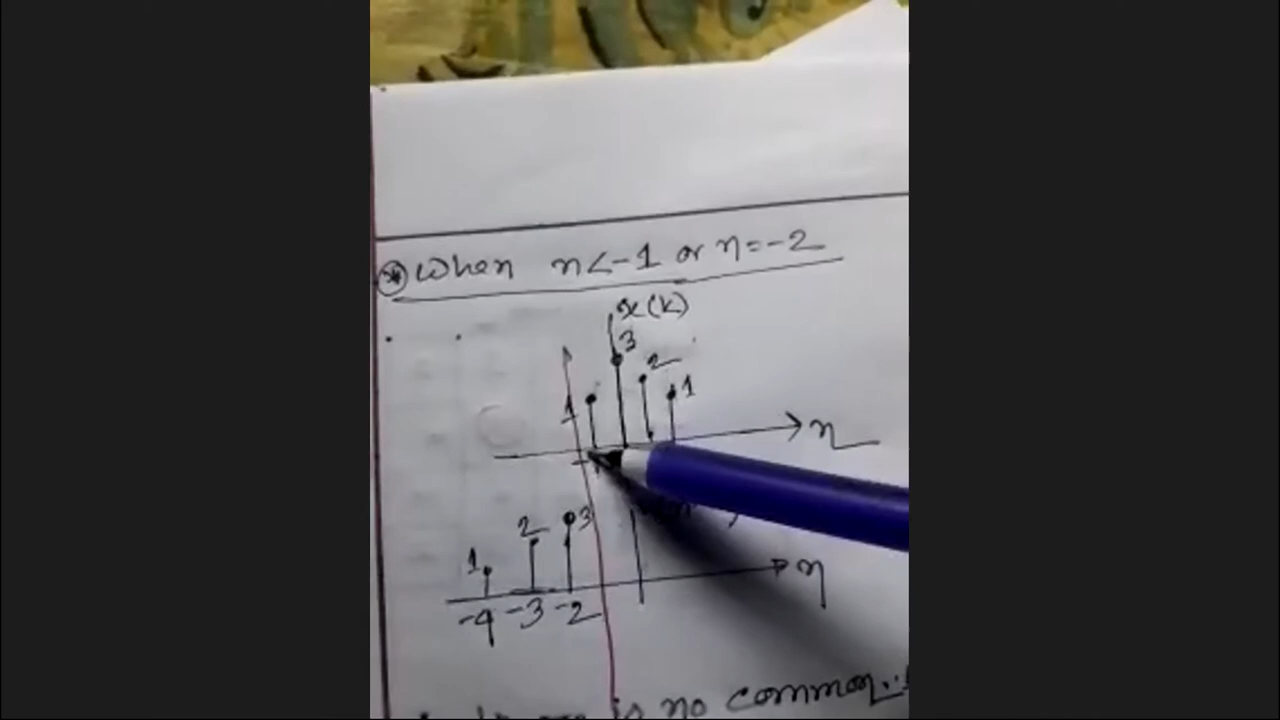 * When n<-1 or n=-2
x(k)
3
2
1 1
n
2 3
1
n
-4 -3 -2
is no common..